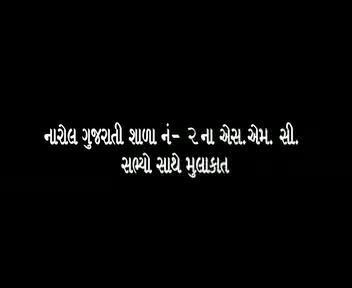 નારોલ ગુજરાતી શાળા નં- ૨ ના એસ.એમ. સી.
સભ્યો સાથે મુલાકાત